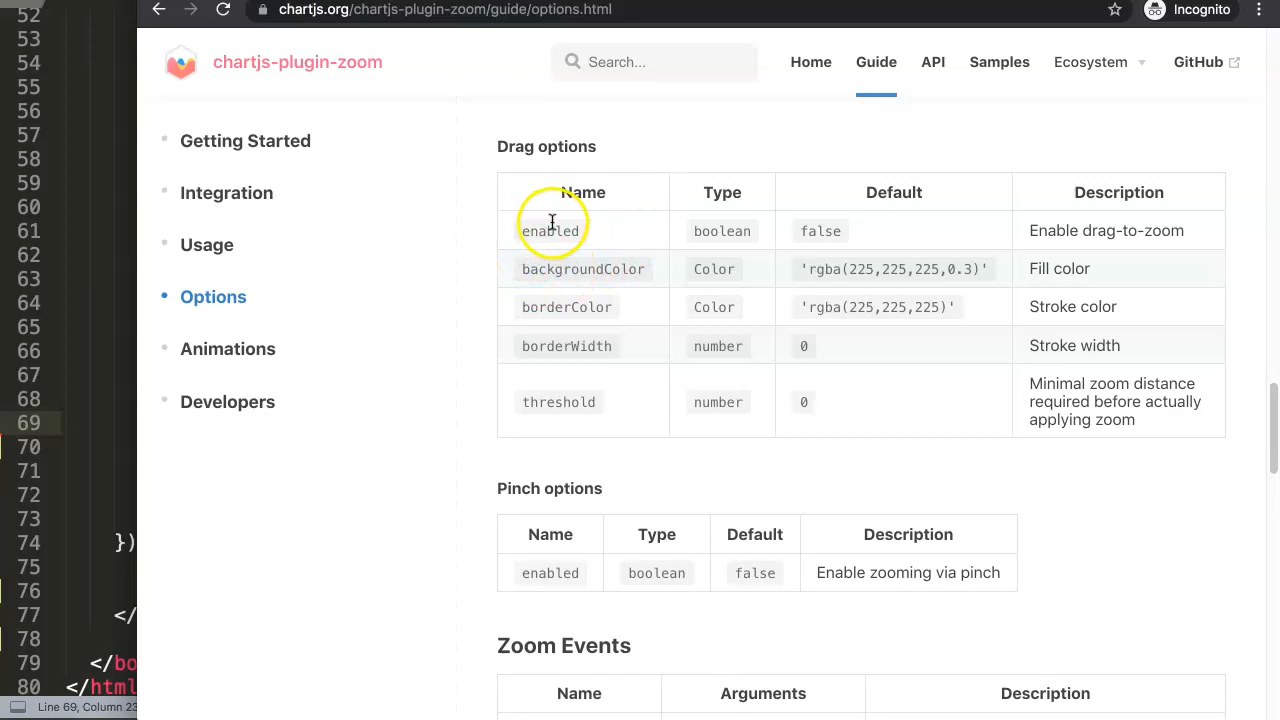 52
53
54
55
56
57
58
59
60
61
62
63
64
65
66
67
68
69
70
71
72
73
74 })
75
76
77 </
78
79 </bo
80 </html
Line 69, Column 23
chartjs.org/chartjs-plugin-zoom/guide/options.html Incognito
chartjs-plugin-zoom Search... Home Guide API Samples Ecosystem GitHub
Getting Started
Integration
Usage
Options
Animations
Developers
Drag options
Name Type Default Description
enabled boolean false Enable drag-to-zoom
backgroundColor Color 'rgba(225,225,225,0.3)' Fill color
borderColor Color 'rgba(225,225,225)' Stroke color
borderWidth number 0 Stroke width
threshold number 0 Minimal zoom distance
required before actually
applying zoom
Pinch options
Name Type Default Description
enabled boolean false Enable zooming via pinch
Zoom Events
Name Arguments Description